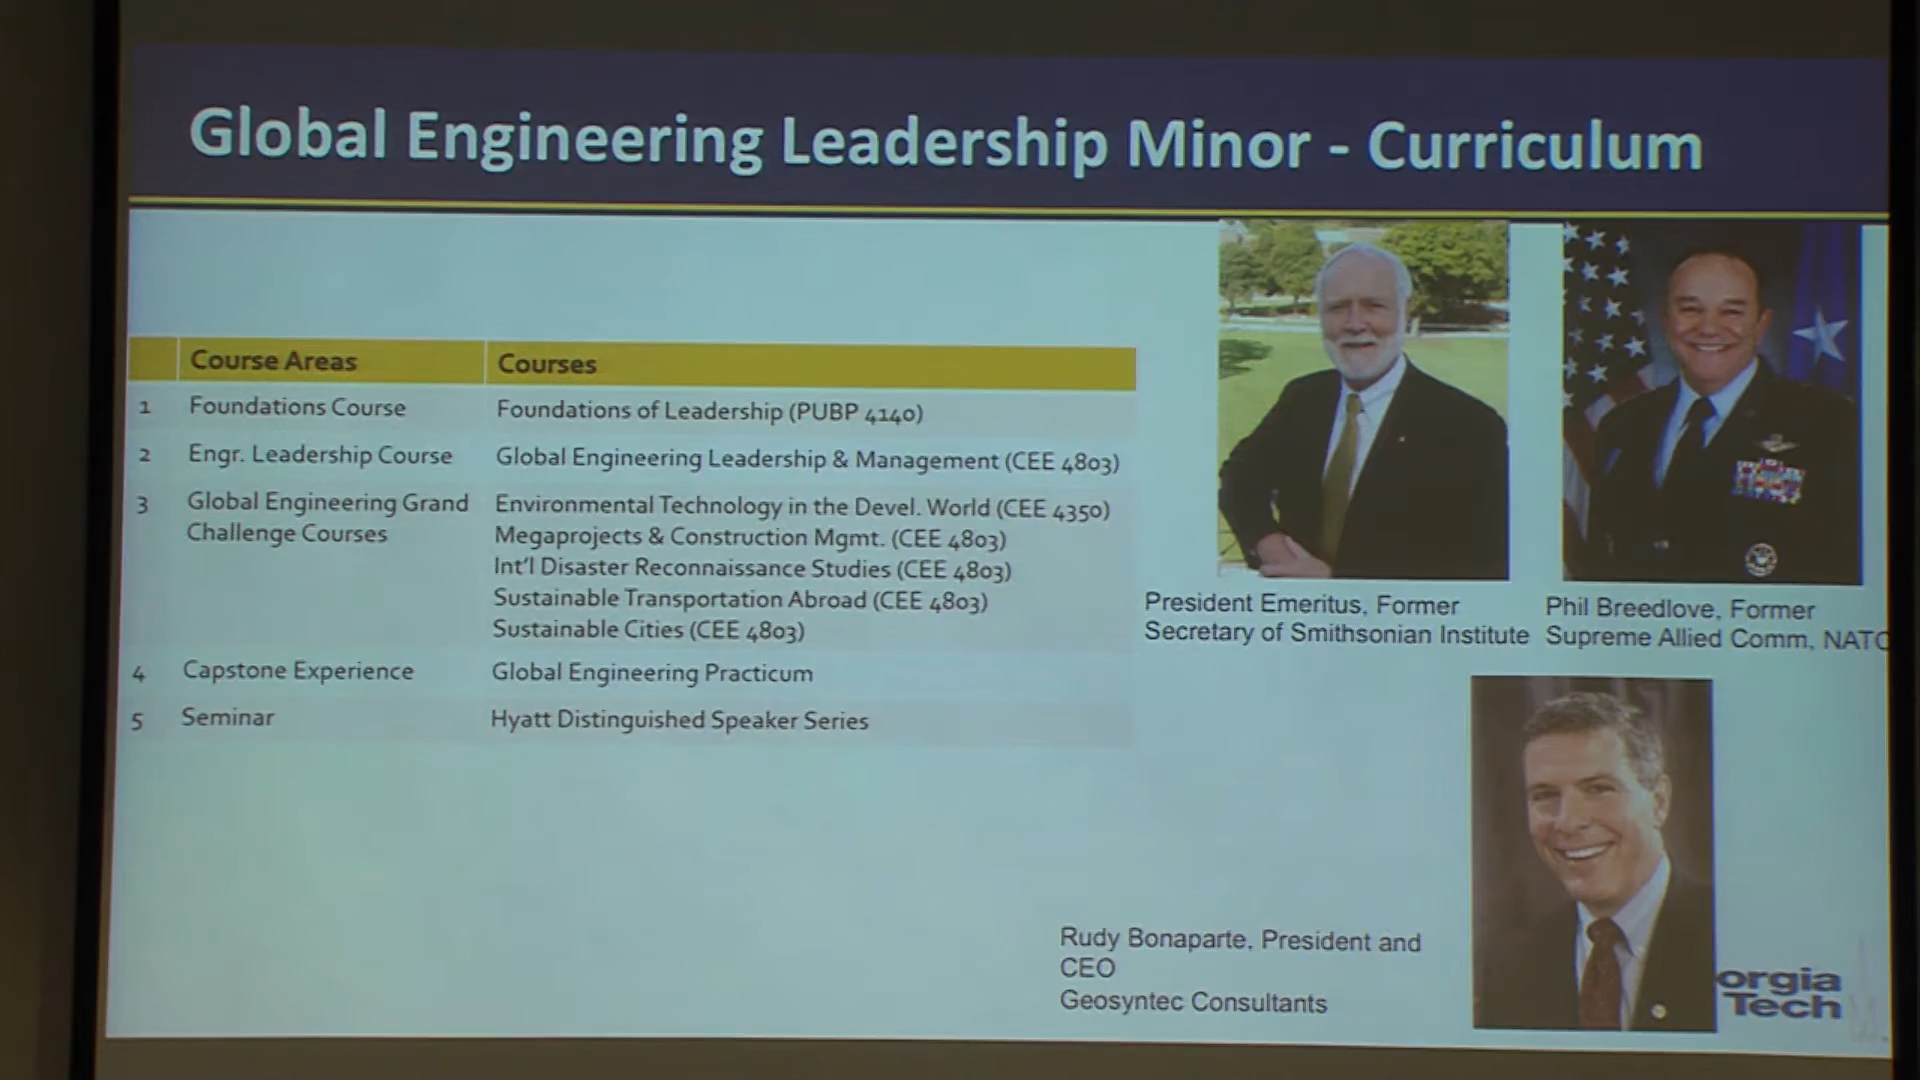 Global Engineering Leadership Minor - Curriculum
Course Areas Courses
1 Foundations Course Foundations of Leadership (PUBP 4140)
2 Engr. Leadership Course Global Engineering Leadership & Management (CEE 4803)
3 Global Engineering Grand Challenge Courses Environmental Technology in the Devel. World (CEE 4350)
Megaprojects & Construction Mgmt. (CEE 4803)
Int'l Disaster Reconnaissance Studies (CEE 4803)
Sustainable Transportation Abroad (CEE 4803)
Sustainable Cities (CEE 4803)
4 Capstone Experience Global Engineering Practicum
5 Seminar Hyatt Distinguished Speaker Series
President Emeritus, Former
Secretary of Smithsonian Institute
Phil Breedlove, Former
Supreme Allied Comm, NATO
Rudy Bonaparte, President and
CEO
Geosyntec Consultants
orgia
Tech